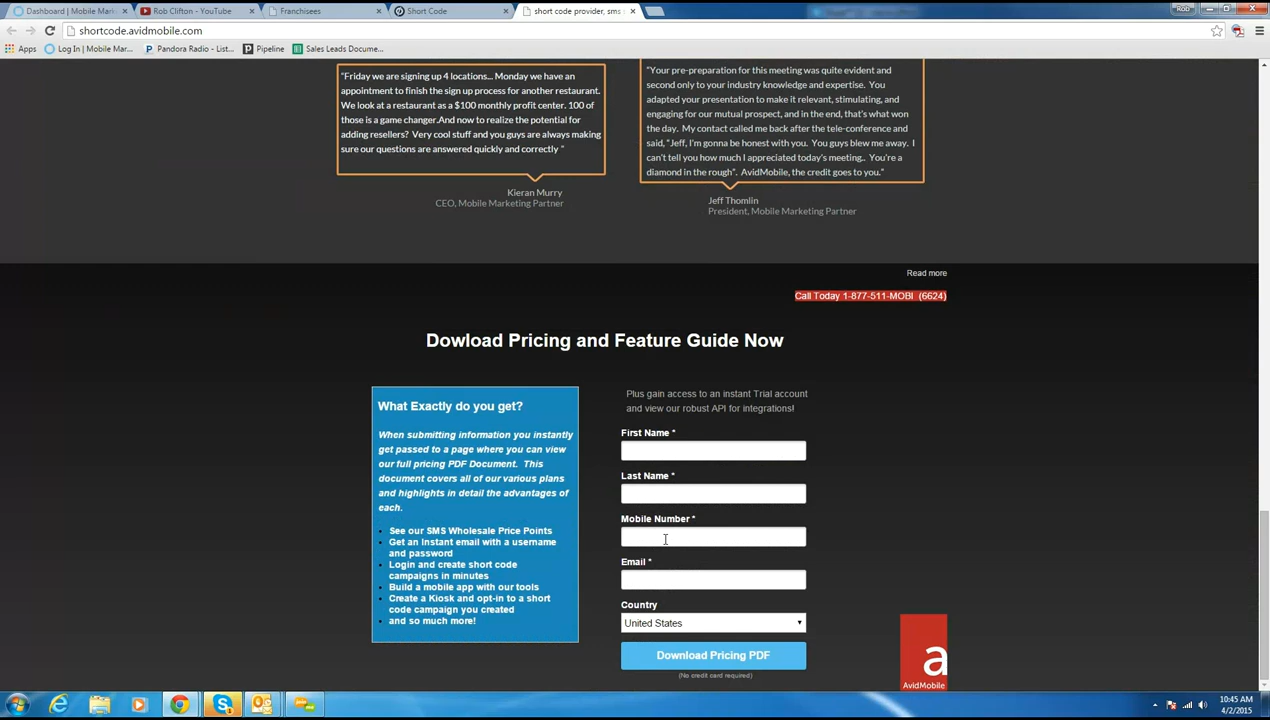 Dashboard | Mobile Mark
Rob Clifton - YouTube
Franchisees
Short Code
short code provider, sms s
ROD
shortcode.avidmobile.com
Apps
Log In | Mobile Mar...
Pandora Radio - List...
Pipeline
Sales Leads Docume...
"Friday we are signing up 4 locations... Monday we have an
appointment to finish the sign up process for another restaurant.
We look at a restaurant as a $100 monthly profit center. 100 of
those is a game changer.And now to realize the potential for
adding resellers? Very cool stuff and you guys are always making
sure our questions are answered quickly and correctly "
Kieran Murry
CEO, Mobile Marketing Partner
"Your pre-preparation for this meeting was quite evident and
second only to your industry knowledge and expertise. You
adapted your presentation to make it relevant, stimulating, and
engaging for our mutual prospect, and in the end, that's what won
the day. My contact called me back after the tele-conference and
said, "Jeff, I'm gonna be honest with you. You guys blew me away. I
can't tell you how much I appreciated today's meeting.. You're a
diamond in the rough". AvidMobile, the credit goes to you."
Jeff Thomlin
President, Mobile Marketing Partner
Read more
Call Today 1-877-511-MOBI (6624)
Dowload Pricing and Feature Guide Now
What Exactly do you get?
When submitting information you instantly
get passed to a page where you can view
our full pricing PDF Document. This
document covers all of our various plans
and highlights in detail the advantages of
each.
See our SMS Wholesale Price Points
Get an Instant email with a username
and password
Login and create short code
campaigns in minutes
Build a mobile app with our tools
Create a Kiosk and opt-in to a short
code campaign you created
and so much more!
Plus gain access to an instant Trial account
and view our robust API for integrations!
First Name *
Last Name *
Mobile Number *
Email *
Country
United States
Download Pricing PDF
(No credit card required)
a
AvidMobile
10:45 AM
4/2/2015